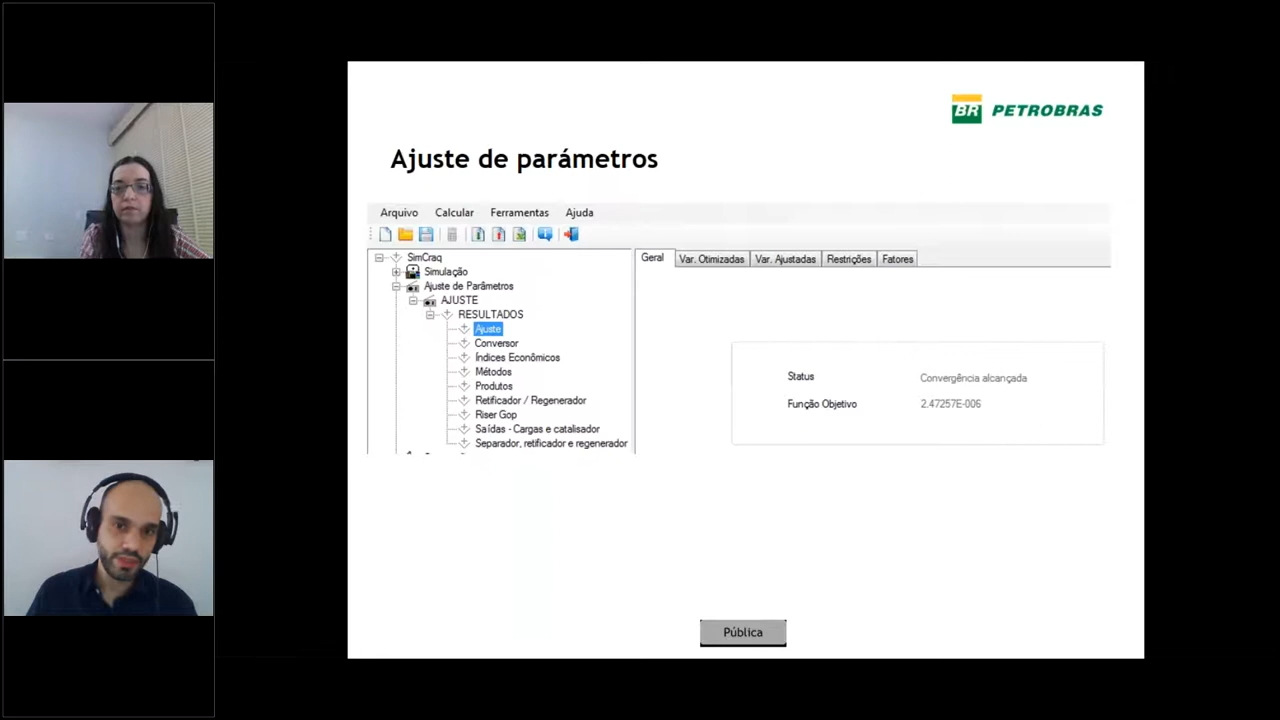 BR PETROBRAS
Ajuste de parámetros
Arquivo Calcular Ferramentas Ajuda
SimCraq
Simulação
Ajuste de Parâmetros
AJUSTE
RESULTADOS
Ajuste
Conversor
Índices Econômicos
Métodos
Produtos
Retificador / Regenerador
Riser Gop
Saídas - Cargas e catalisador
Separador, retificador e regenerador
Geral Var. Otimizadas Var. Ajustadas Restrições Fatores
Status Convergência alcançada
Função Objetivo 2.47257E-006
Pública